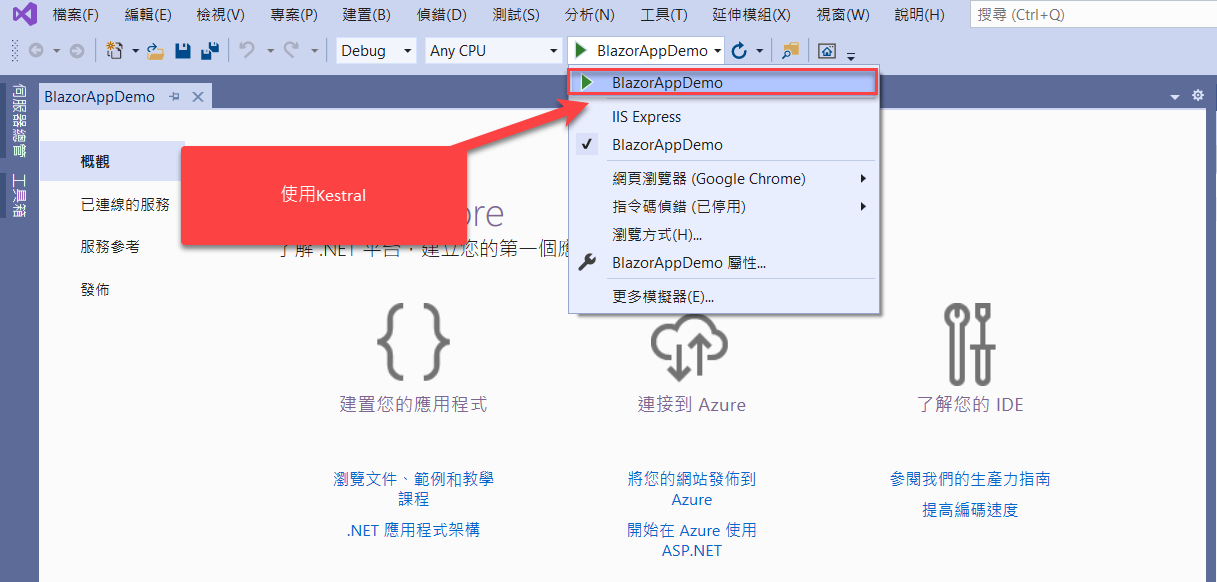 檔案(F) 編輯(E) 檢視(V) 專案(P) 建置(B) 偵錯(D) 測試(S) 分析(N) 工具(T) 延伸模組(X) 視窗(W) 說明(H) 搜尋 (Ctrl+Q)
Debug Any CPU BlazorAppDemo
伺服器總管
工具箱
BlazorAppDemo
BlazorAppDemo
IIS Express
BlazorAppDemo
網頁瀏覽器 (Google Chrome)
指令碼偵錯 (已停用)
瀏覽方式(H)...
BlazorAppDemo 屬性...
更多模擬器(E)...
概觀
已連線的服務
服務參考
發佈
使用Kestral
ore
了解 .NET 平台，建立您的第一個應
建置您的應用程式
瀏覽文件、範例和教學
課程
.NET 應用程式架構
連接到 Azure
將您的網站發佈到
Azure
開始在 Azure 使用
ASP.NET
了解您的 IDE
參閱我們的生產力指南
提高編碼速度